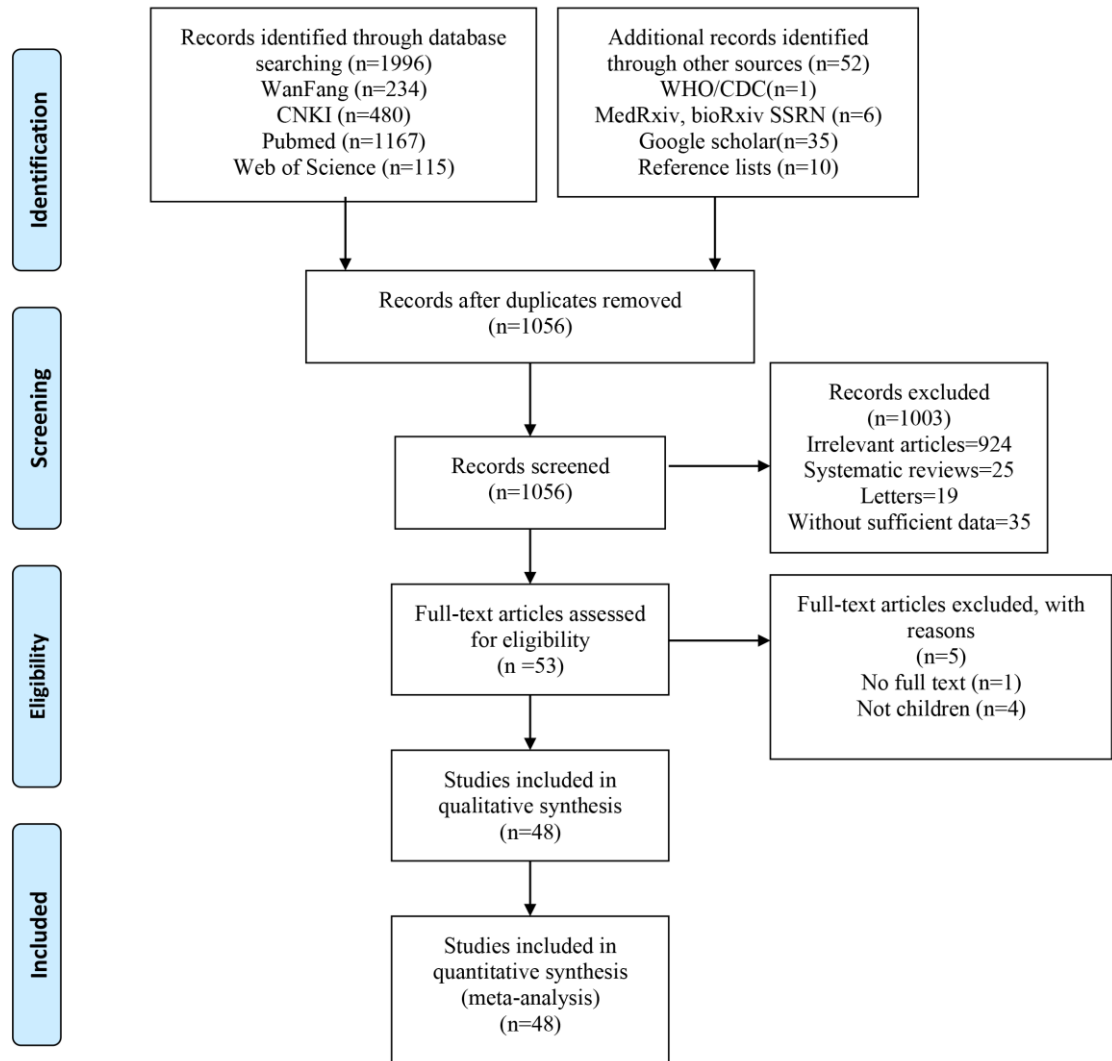 Identification
Records identified through database
searching (n=1996)
WanFang (n=234)
CNKI (n=480)
Pubmed (n=1167)
Web of Science (n=115)
Additional records identified
through other sources (n=52)
WHO/CDC(n=1)
MedRxiv, bioRxiv SSRN (n=6)
Google scholar(n=35)
Reference lists (n=10)
Records after duplicates removed
(n=1056)
Screening
Records screened
(n=1056)
Records excluded
(n=1003)
Irrelevant articles=924
Systematic reviews=25
Letters=19
Without sufficient data=35
Eligibility
Full-text articles assessed
for eligibility
(n =53)
Full-text articles excluded, with
reasons
(n=5)
No full text (n=1)
Not children (n=4)
Studies included in
qualitative synthesis
(n=48)
Included
Studies included in
quantitative synthesis
(meta-analysis)
(n=48)